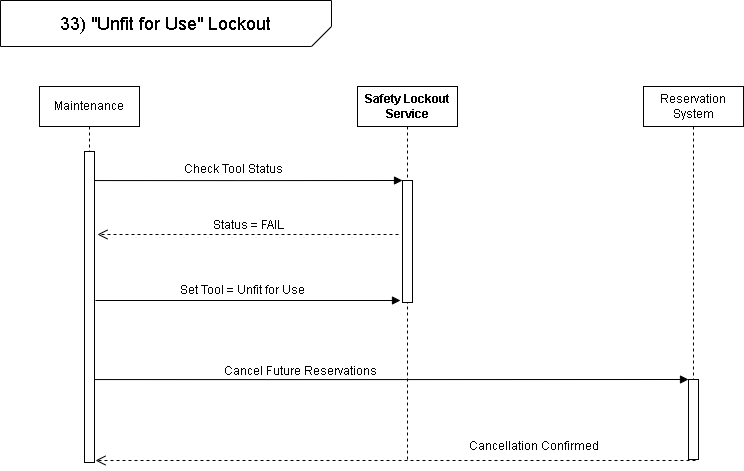 33) "Unfit for Use" Lockout
Maintenance
Safety Lockout
Service
Reservation
System
Check Tool Status
Status = FAIL
Set Tool = Unfit for Use
Cancel Future Reservations
Cancellation Confirmed